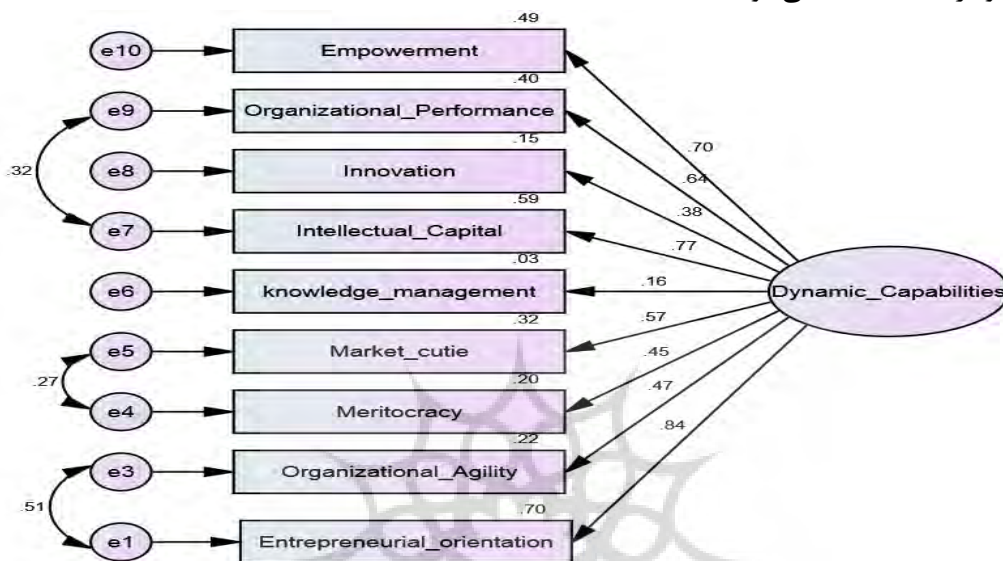 .49
e10 Empowerment
.40
e9 Organizational_Performance
.15
.70
e8 Innovation
.64
.32
.59
.38
e7 Intellectual_Capital
.77
.03
e6 knowledge_management .16 Dynamic_Capabilities
.32
.57
e5 Market_cutie
.45
.27
.20
e4 Meritocracy
.47
.22
.84
e3 Organizational_Agility
.51
.70
e1 Entrepreneurial_orientation